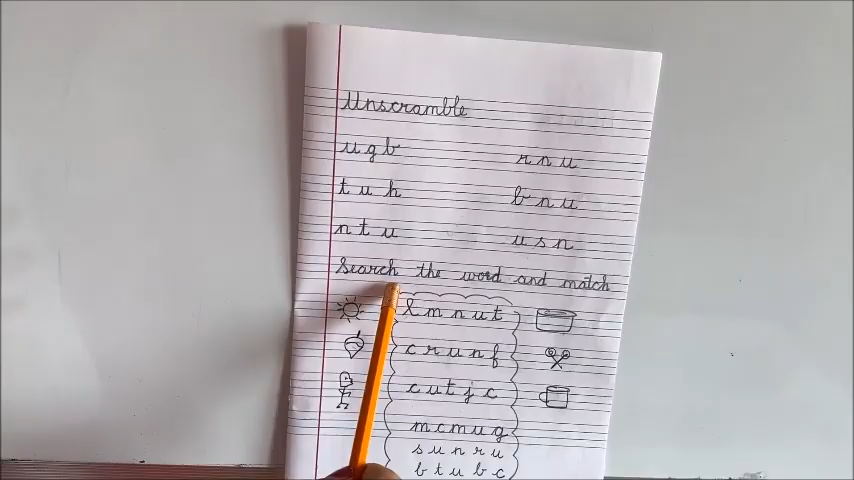 Unscramble
u g b r n u
t u h b n u
n t u u s n
Search the word and match
l m n u t
c r u n f
c u t j c
m c m u g
s u n r u
b t u b c